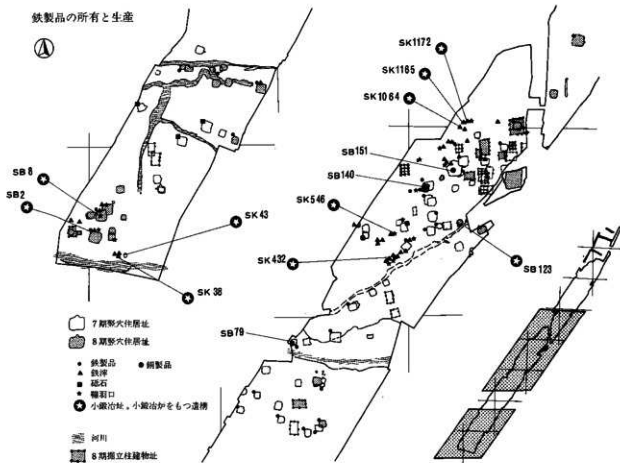 鉄製品の所有と生産
SK1172
SK1165
SK1064
SB151
SB140
SK546
SK432
SB123
SB8
SB2
SK43
SK38
SB79
7期竪穴住居址
8期竪穴住居址
鉄製品
銅製品
鉄滓
砥石
鞴羽口
小鍛冶址、小鍛冶炉をもつ遺構
河川
8期掘立柱建物址